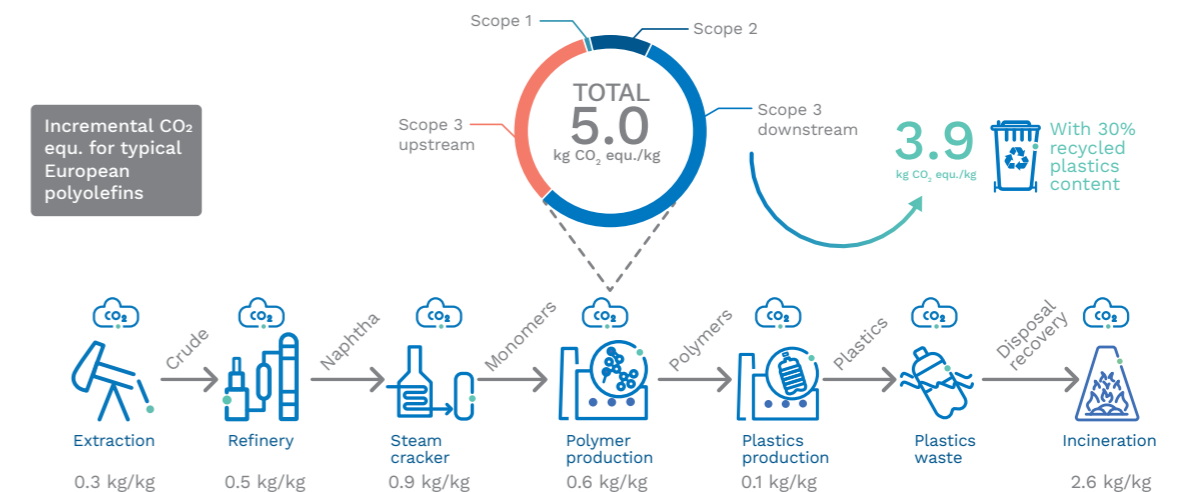 Scope 1
Scope 2
TOTAL
5.0
kg CO₂ equ./kg
Scope 3
upstream
Scope 3
downstream
Incremental CO₂
equ. for typical
European
polyolefins
3.9
kg CO₂ equ./kg
With 30%
recycled
plastics
content
CO₂
CO₂
CO₂
CO₂
CO₂
CO₂
CO₂
Crude
Naphtha
Monomers
Polymers
Plastics
Disposal
recovery
Extraction
Refinery
Steam
cracker
Polymer
production
Plastics
production
Plastics
waste
Incineration
0.3 kg/kg
0.5 kg/kg
0.9 kg/kg
0.6 kg/kg
0.1 kg/kg
2.6 kg/kg